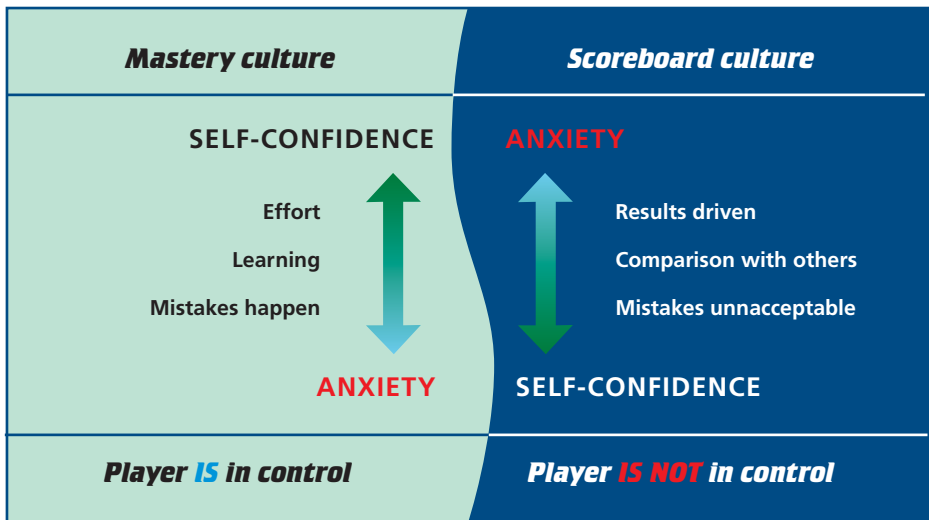 Mastery culture
Scoreboard culture
SELF-CONFIDENCE
Effort
Learning
Mistakes happen
ANXIETY
ANXIETY
Results driven
Comparison with others
Mistakes unnacceptable
SELF-CONFIDENCE
Player IS in control
Player IS NOT in control